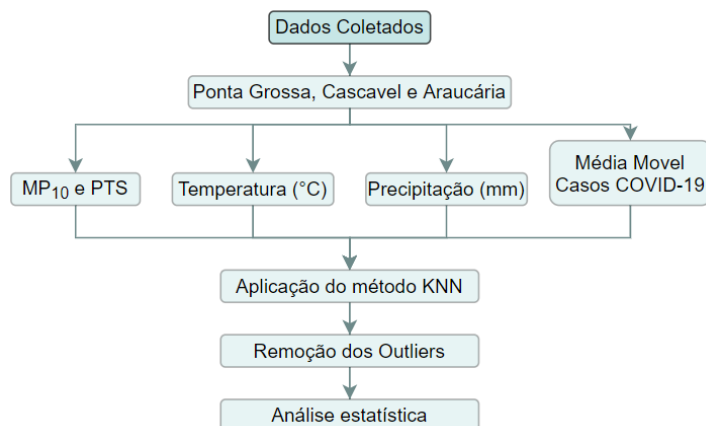 Dados Coletados
Ponta Grossa, Cascavel e Araucária
MP10 e PTS
Temperatura (°C)
Precipitação (mm)
Média Movel
Casos COVID-19
Aplicação do método KNN
Remoção dos Outliers
Análise estatística